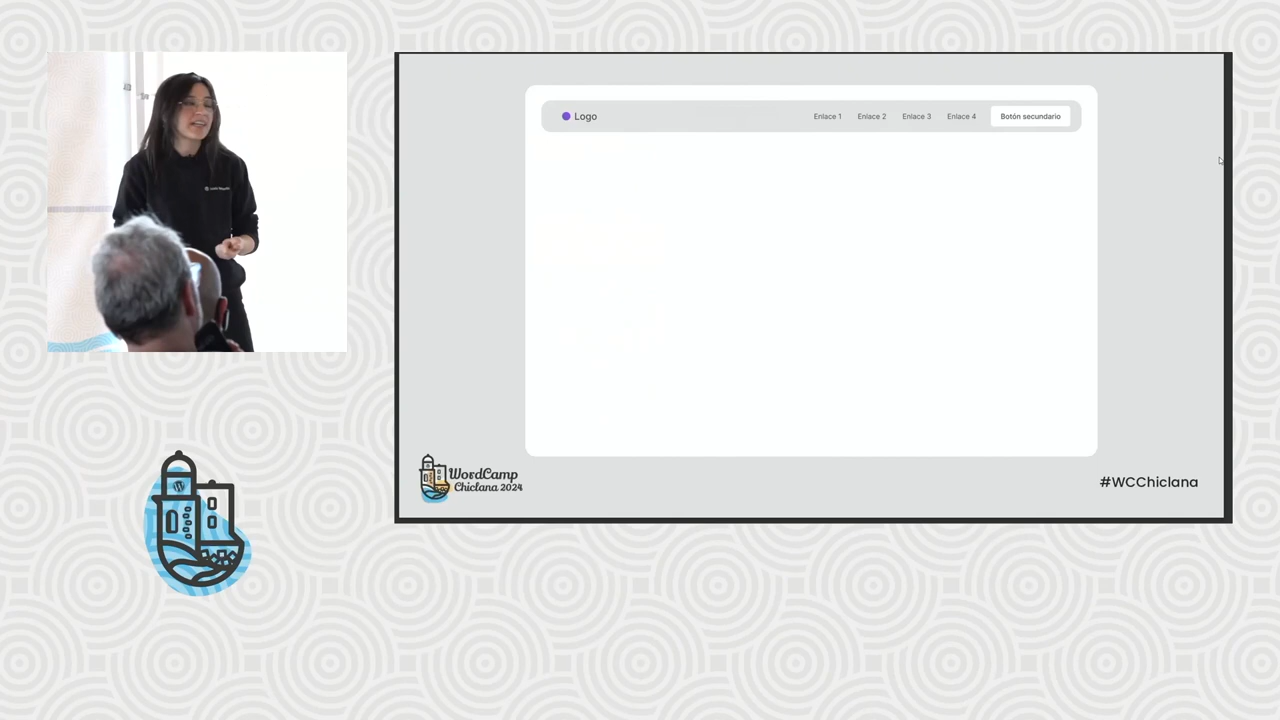 Logo
Enlace 1
Enlace 2
Enlace 3
Enlace 4
Botón secundario
WordCamp
Chiclana 2024
#WCChiclana